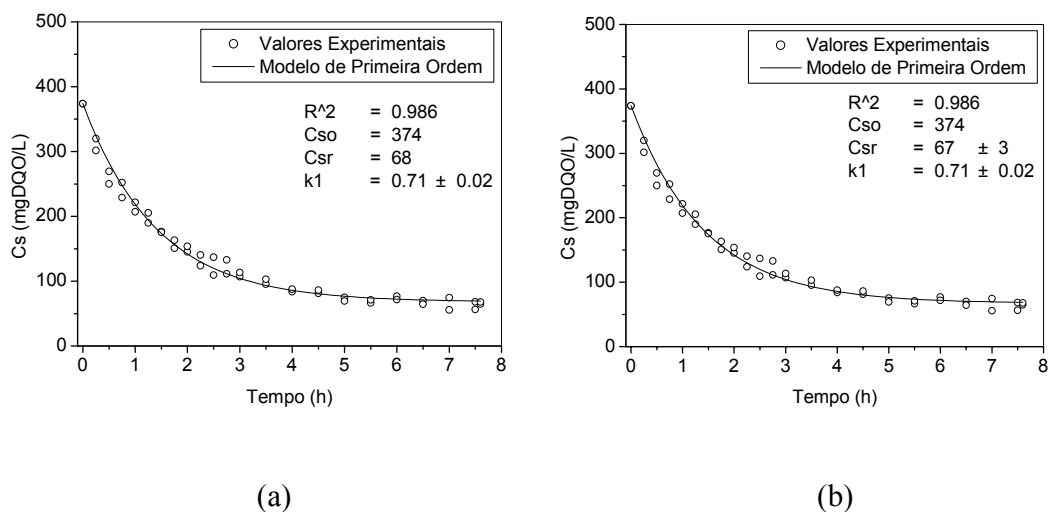 500
400
300
200
100
0
Cs (mgDQO/L)
Valores Experimentais
Modelo de Primeira Ordem
R^2 = 0.986
Cso = 374
Csr = 68
k1 = 0.71 ± 0.02
0 1 2 3 4 5 6 7 8
Tempo (h)
(a)
500
400
300
200
100
0
Cs (mgDQO/L)
Valores Experimentais
Modelo de Primeira Ordem
R^2 = 0.986
Cso = 374
Csr = 67 ± 3
k1 = 0.71 ± 0.02
0 1 2 3 4 5 6 7 8
Tempo (h)
(b)